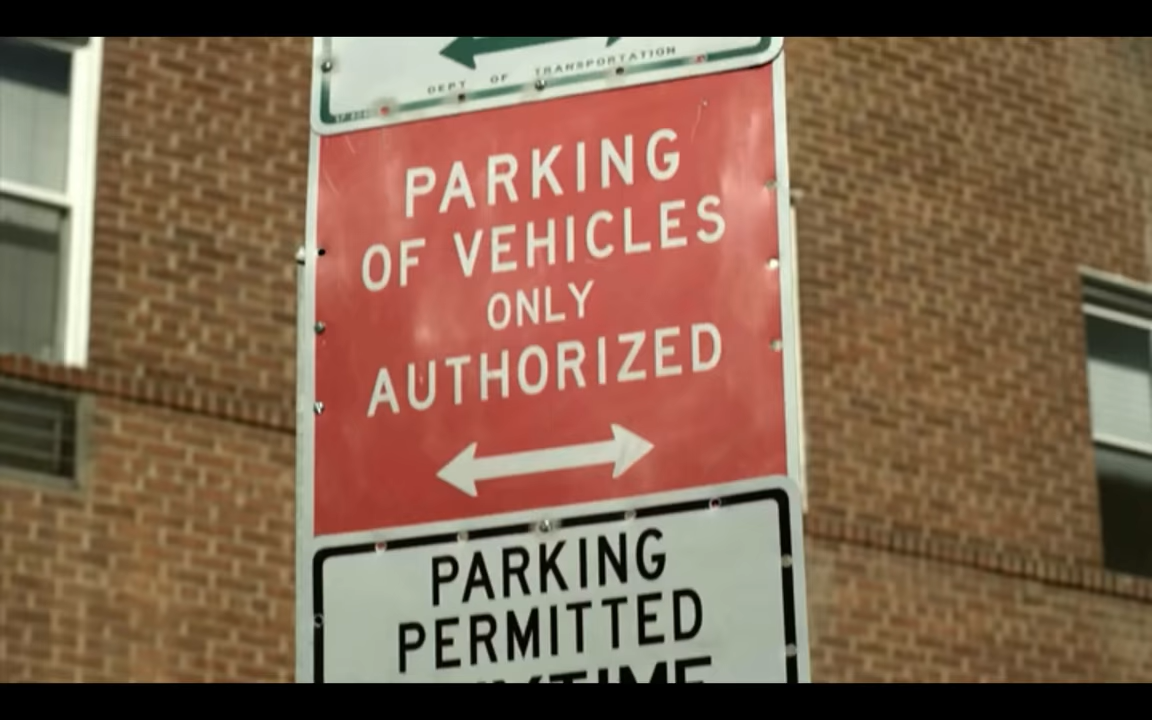 DEPT OF TRANSPORTATION
PARKING
OF VEHICLES
ONLY
AUTHORIZED
PARKING
PERMITTED